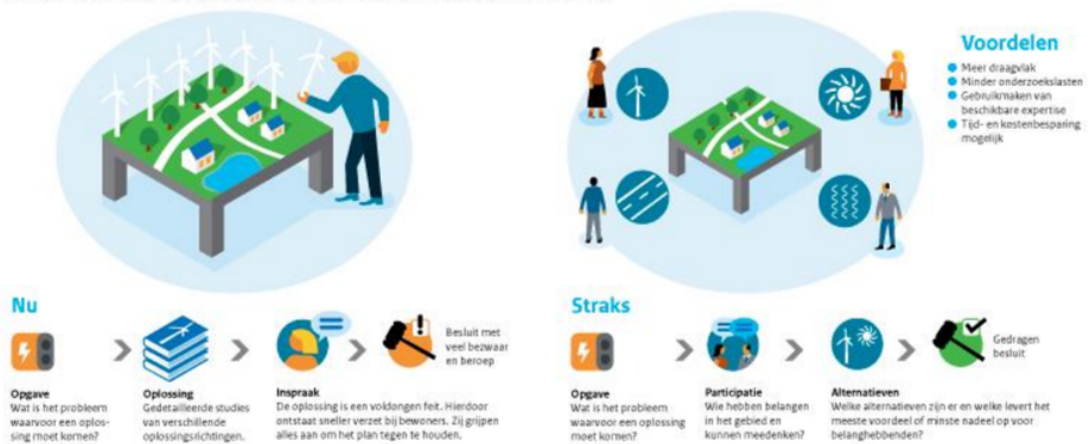 Voordelen
Meer draagvlak
Minder onderzoekslasten
Gebruikmaken van
beschikbare expertise
Tijd- en kostenbesparing
mogelijk
Nu
Besluit met
veel bezwaar
en beroep
Opgave
Wat is het probleem
waarvoor een oplos-
sing moet komen?
Oplossing
Gedetailleerde studies
van verschillende
oplossingsrichtingen.
Inspraak
De oplossing is een voldongen feit. Hierdoor
ontstaat sneller verzet bij bewoners. Zij grijpen
alles aan om het plan tegen te houden.
Straks
Gedragen
besluit
Opgave
Wat is het probleem
waarvoor een oplossing
moet komen?
Participatie
Wie hebben belangen
in het gebied en
kunnen meedenken?
Alternatieven
Welke alternatieven zijn er en welke levert het
meeste voordeel of minste nadeel op voor
belanghebbenden?